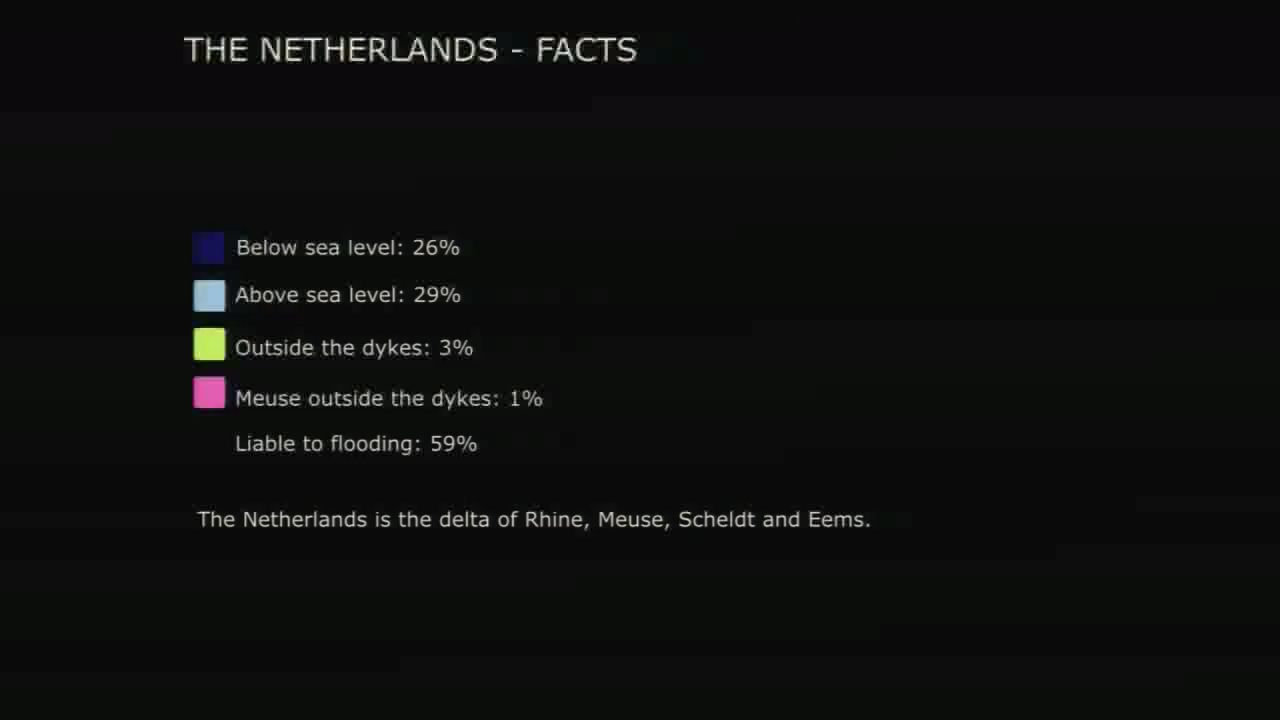 THE NETHERLANDS - FACTS
Below sea level: 26%
Above sea level: 29%
Outside the dykes: 3%
Meuse outside the dykes: 1%
Liable to flooding: 59%
The Netherlands is the delta of Rhine, Meuse, Scheldt and Eems.